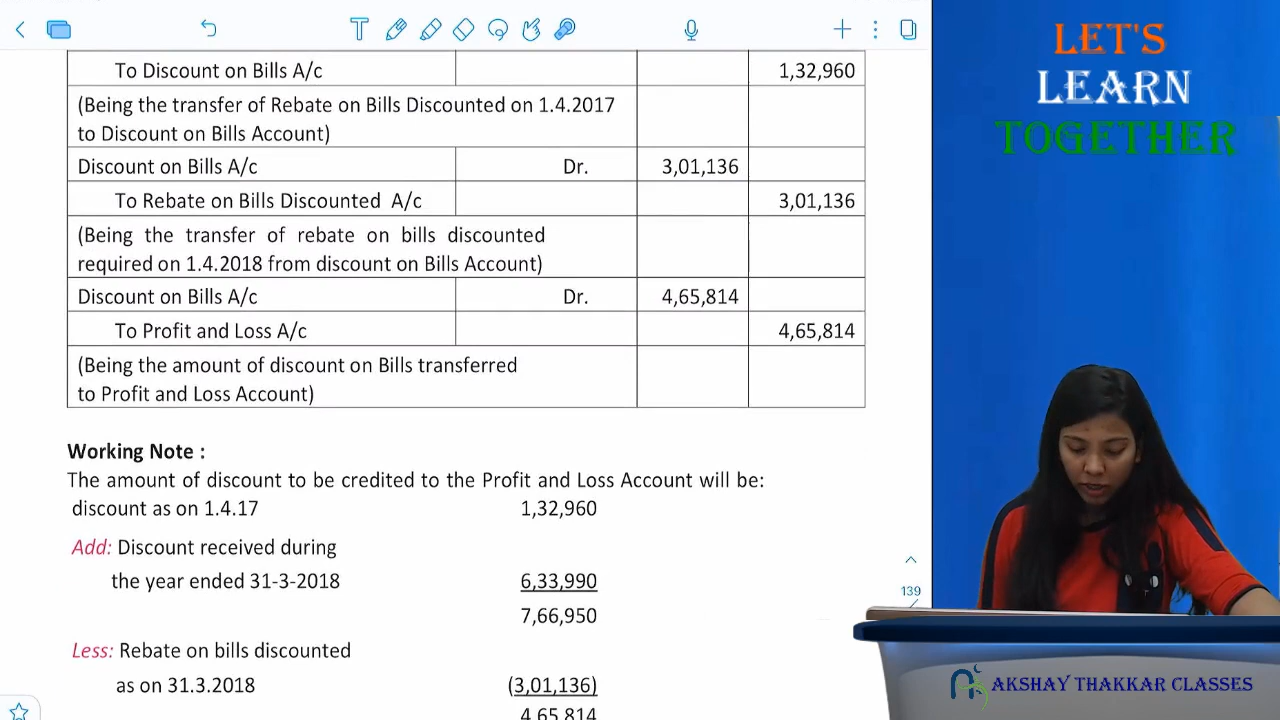 To Discount on Bills A/c 1,32,960
(Being the transfer of Rebate on Bills Discounted on 1.4.2017
to Discount on Bills Account)
Discount on Bills A/c Dr. 3,01,136
To Rebate on Bills Discounted A/c 3,01,136
(Being the transfer of rebate on bills discounted
required on 1.4.2018 from discount on Bills Account)
Discount on Bills A/c Dr. 4,65,814
To Profit and Loss A/c 4,65,814
(Being the amount of discount on Bills transferred
to Profit and Loss Account)
Working Note :
The amount of discount to be credited to the Profit and Loss Account will be:
discount as on 1.4.17 1,32,960
Add: Discount received during
the year ended 31-3-2018 6,33,990
7,66,950
Less: Rebate on bills discounted
as on 31.3.2018 (3,01,136)
4,65,814
139
LET'S
LEARN
TOGETHER
AKSHAY THAKKAR CLASSES